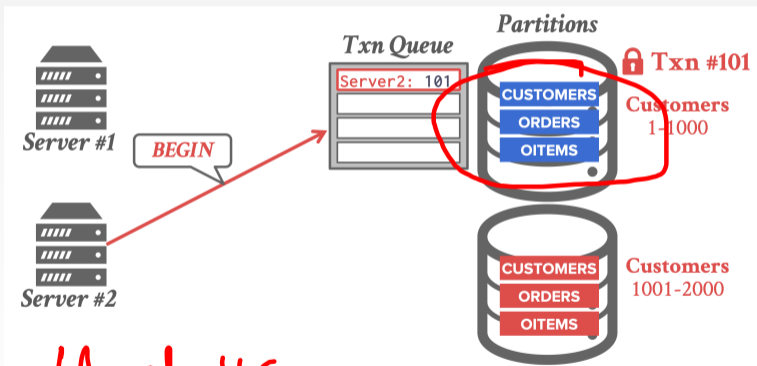 Partitions
Txn Queue
Txn #101
Server2: 101
CUSTOMERS
ORDERS
OITEMS
Customers
1-1000
Server #1
BEGIN
Server #2
CUSTOMERS
ORDERS
OITEMS
Customers
1001-2000